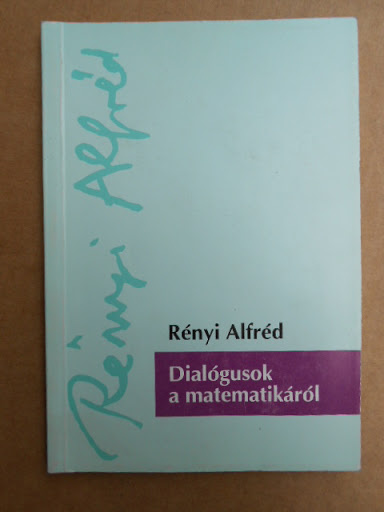 Rényi Alfréd
Rényi Alfréd
Dialógusok
a matematikáról